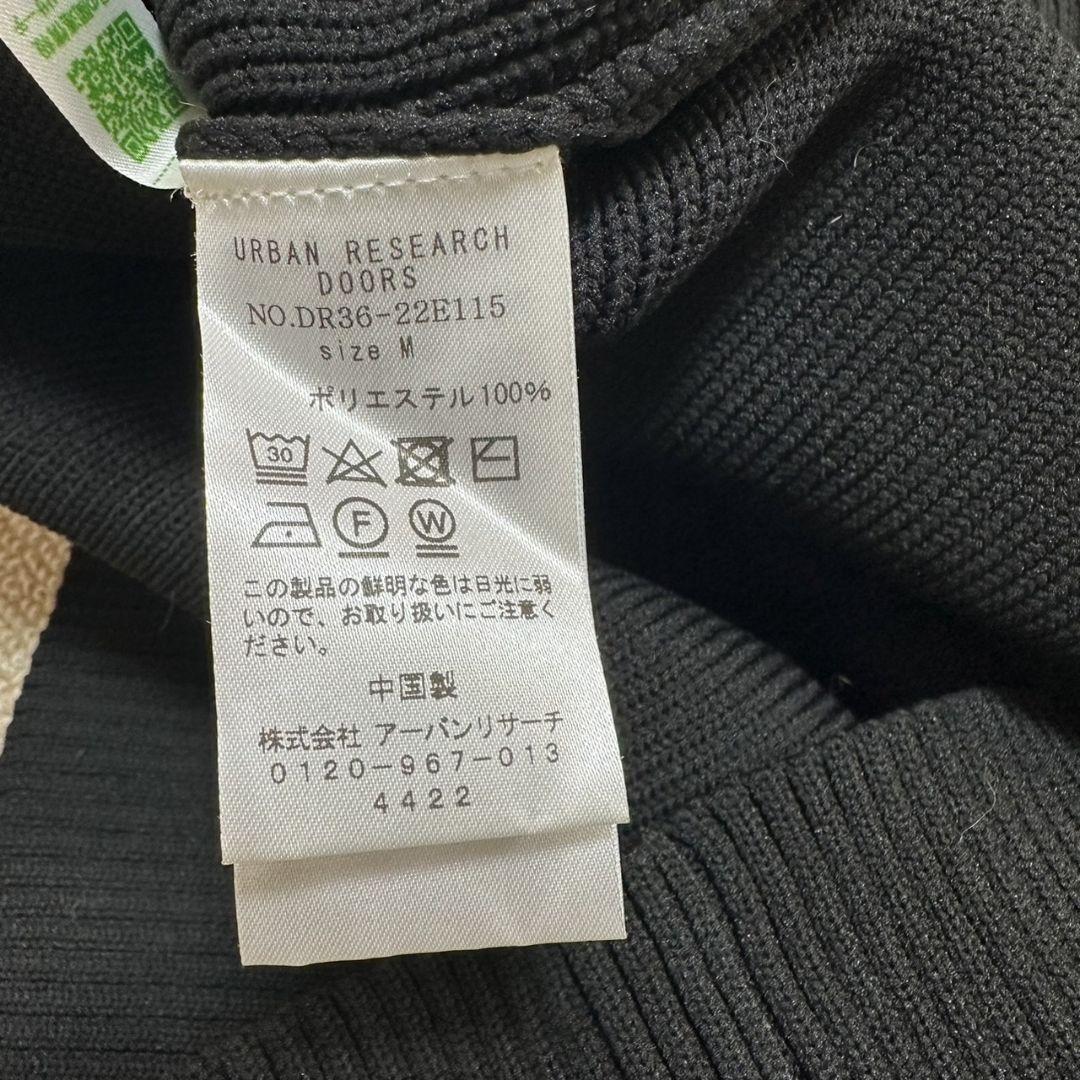 URBAN RESEARCH
DOORS
NO.DR36-22E115
size M
ポリエステル100%
30
F W
この製品の鮮明な色は日光に弱
いので、お取り扱いにご注意く
ださい。
中国製
株式会社 アーバンリサーチ
0120-967-013
4422